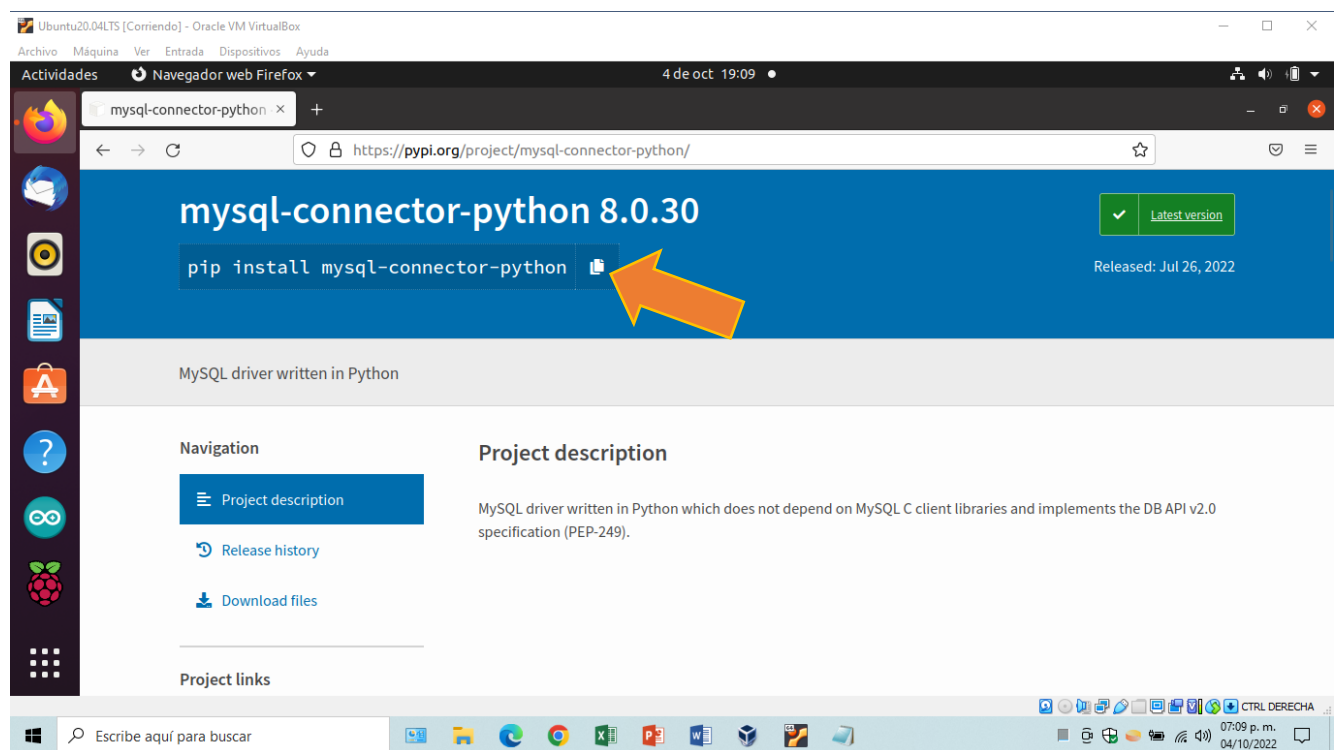 Ubuntu20.04LTS [Corriendo] - Oracle VM VirtualBox
Archivo Máquina Ver Entrada Dispositivos Ayuda
Actividades Navegador web Firefox 4 de oct 19:09
mysql-connector-python
https://pypi.org/project/mysql-connector-python/
mysql-connector-python 8.0.30
Latest version
pip install mysql-connector-python
Released: Jul 26, 2022
MySQL driver written in Python
Navigation
Project description
Release history
Download files
Project links
Project description
MySQL driver written in Python which does not depend on MySQL C client libraries and implements the DB API v2.0
specification (PEP-249).
CTRL DERECHA
Escribe aquí para buscar
07:09 p. m.
04/10/2022